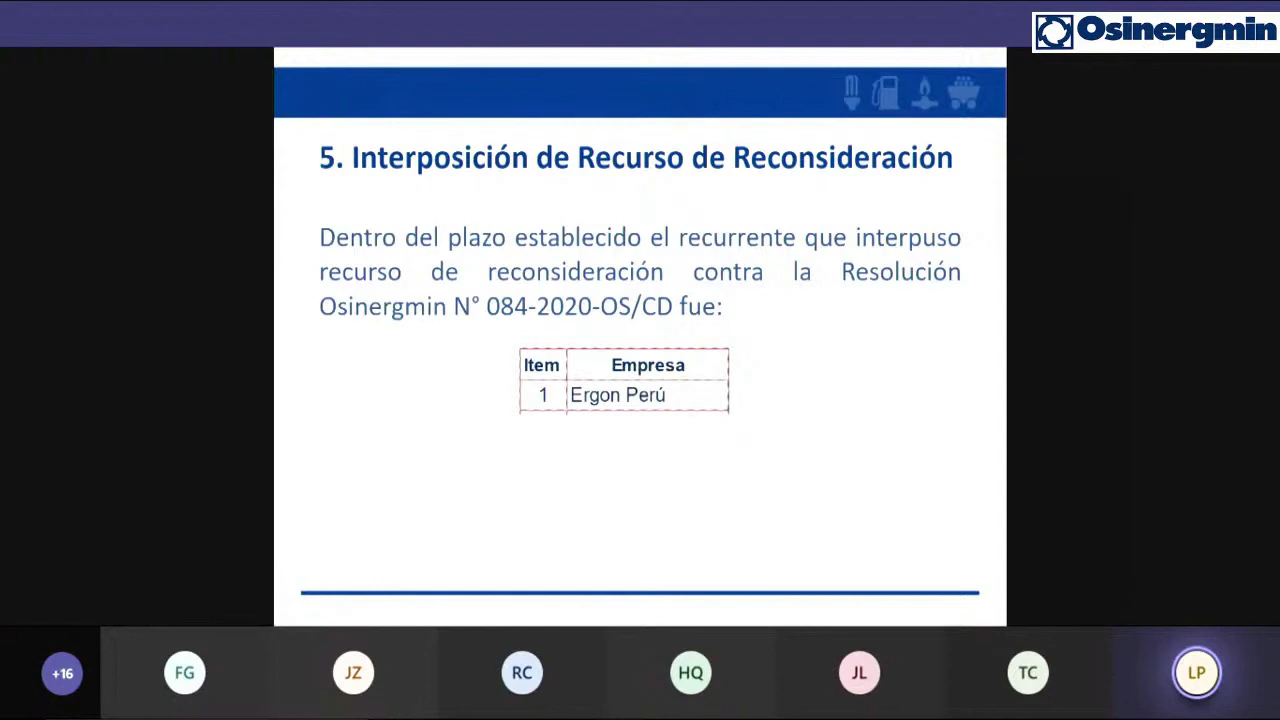 Osinergmin
5. Interposición de Recurso de Reconsideración
Dentro del plazo establecido el recurrente que interpuso
recurso de reconsideración contra la Resolución
Osinergmin N° 084-2020-OS/CD fue:
Item Empresa
1 Ergon Perú
+16 FG JZ RC HQ JL TC LP